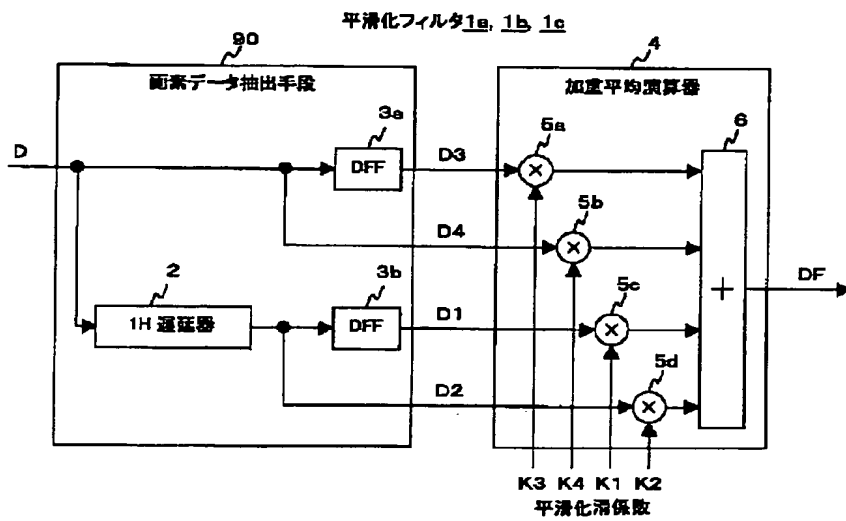 平滑化フィルタ1a, 1b, 1c
90
画素データ抽出手段
4
加重平均演算器
D
3a
DFF
D3
5a
×
6
D4
5b
×
2
1H 遅延器
3b
DFF
D1
5c
×
+
DF
D2
5d
×
K3 K4 K1 K2
平滑化係数